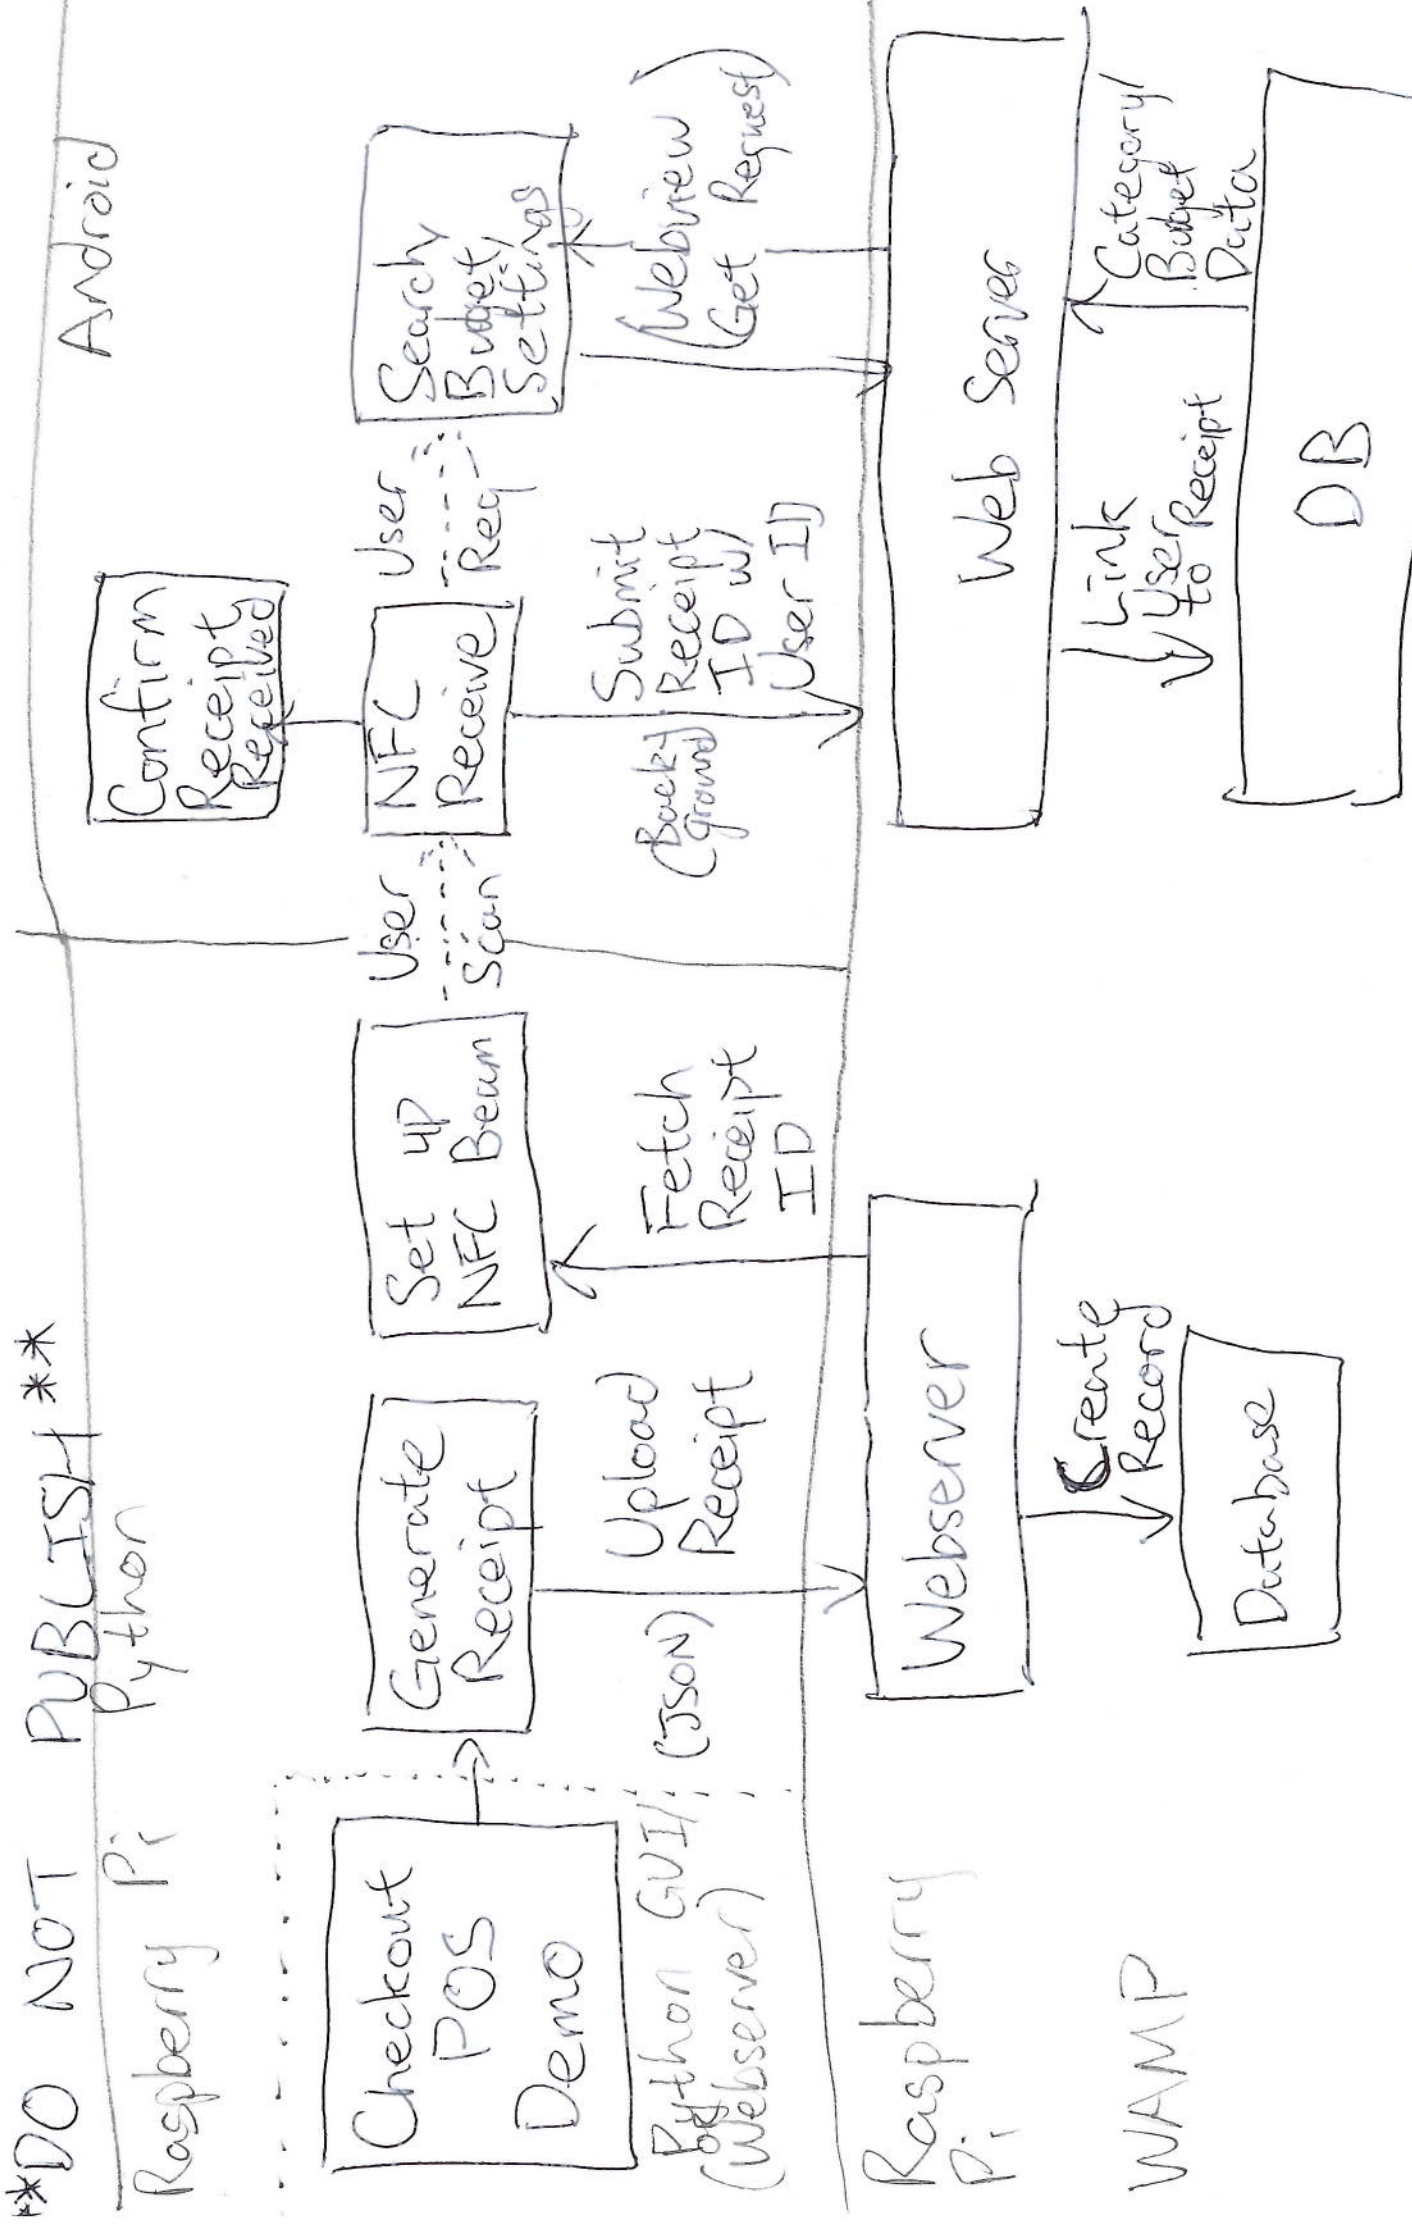 **DO NOT PUBLISH**
Raspberry Pi
Python
Android
Checkout
POS
Demo
Python GUI/
(Webserver)
Generate
Receipt
(JSON)
Upload
Receipt
Set up
NFC Beam
Fetch
Receipt
ID
User
Scan
Confirm
Receipt
Received
NFC
Receive
(Back
ground)
Submit
Receipt
ID w/
User ID
User
Req
Search
Budget/
Settings
(Webview)
(Get Request)
Raspberry
Pi
WAMP
Webserver
Create
Record
Database
Web Server
Link
User
to Receipt
Category/
Budget
Data
DB